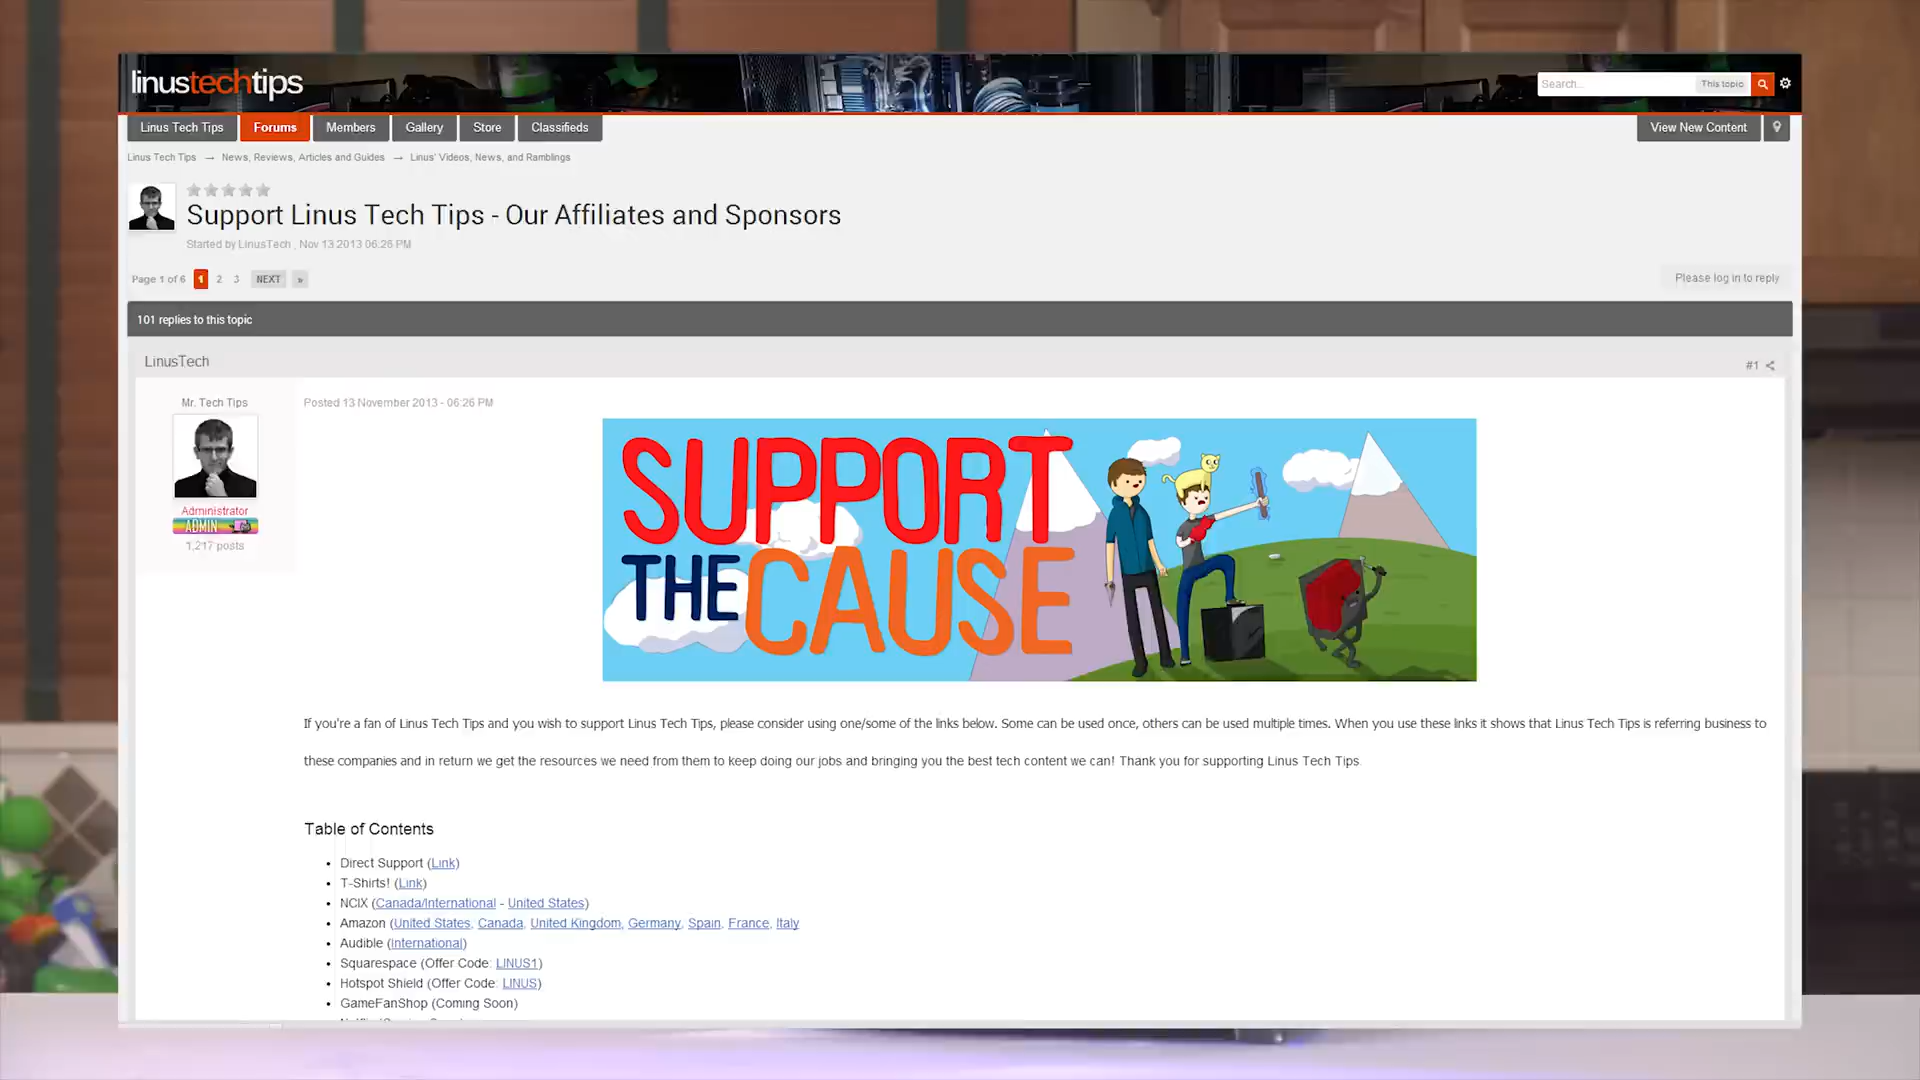 linustechtips
Search...
This topic
Linus Tech Tips
Forums
Members
Gallery
Store
Classifieds
View New Content
Linus Tech Tips → News, Reviews, Articles and Guides → Linus' Videos, News, and Ramblings
Support Linus Tech Tips - Our Affiliates and Sponsors
Started by LinusTech , Nov 13 2013 06:26 PM
Page 1 of 6 1 2 3 NEXT »
Please log in to reply
101 replies to this topic
LinusTech
#1
Mr. Tech Tips
Administrator
ADMIN
1,217 posts
Posted 13 November 2013 - 06:26 PM
SUPPORT
THE CAUSE
If you're a fan of Linus Tech Tips and you wish to support Linus Tech Tips, please consider using one/some of the links below. Some can be used once, others can be used multiple times. When you use these links it shows that Linus Tech Tips is referring business to
these companies and in return we get the resources we need from them to keep doing our jobs and bringing you the best tech content we can! Thank you for supporting Linus Tech Tips.
Table of Contents
• Direct Support (Link)
• T-Shirts! (Link)
• NCIX (Canada/International - United States)
• Amazon (United States, Canada, United Kingdom, Germany, Spain, France, Italy
• Audible (International)
• Squarespace (Offer Code: LINUS1)
• Hotspot Shield (Offer Code: LINUS)
• GameFanShop (Coming Soon)